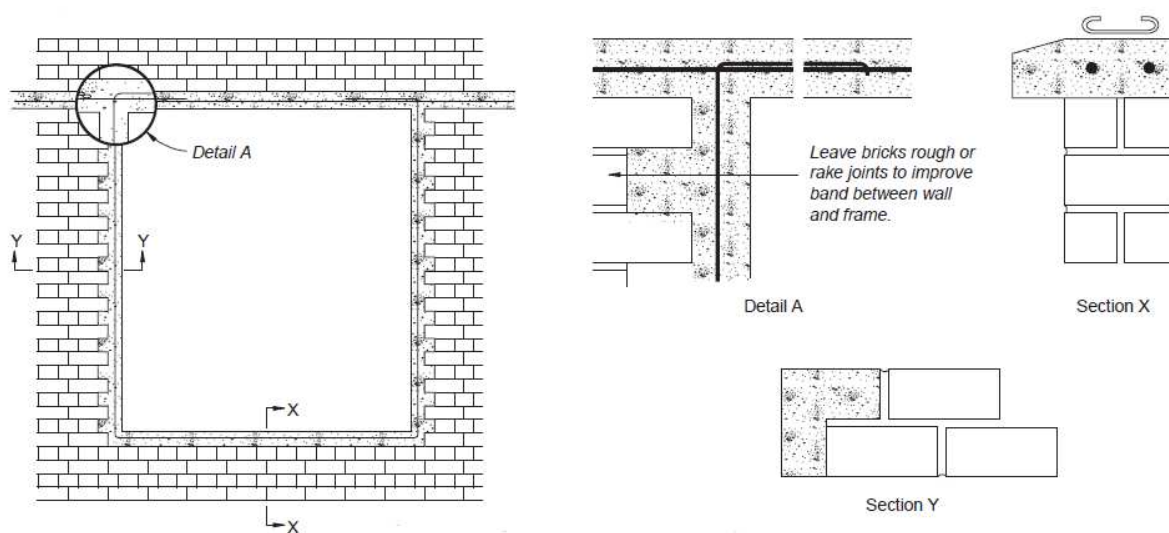 Detail A
Y
Y
X
X
Leave bricks rough or
rake joints to improve
band between wall
and frame.
Detail A
Section X
Section Y